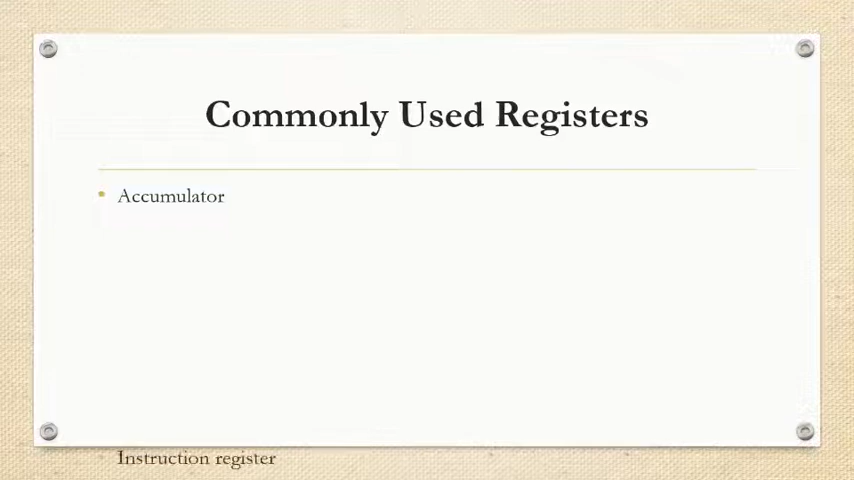 Commonly Used Registers
• Accumulator
Instruction register